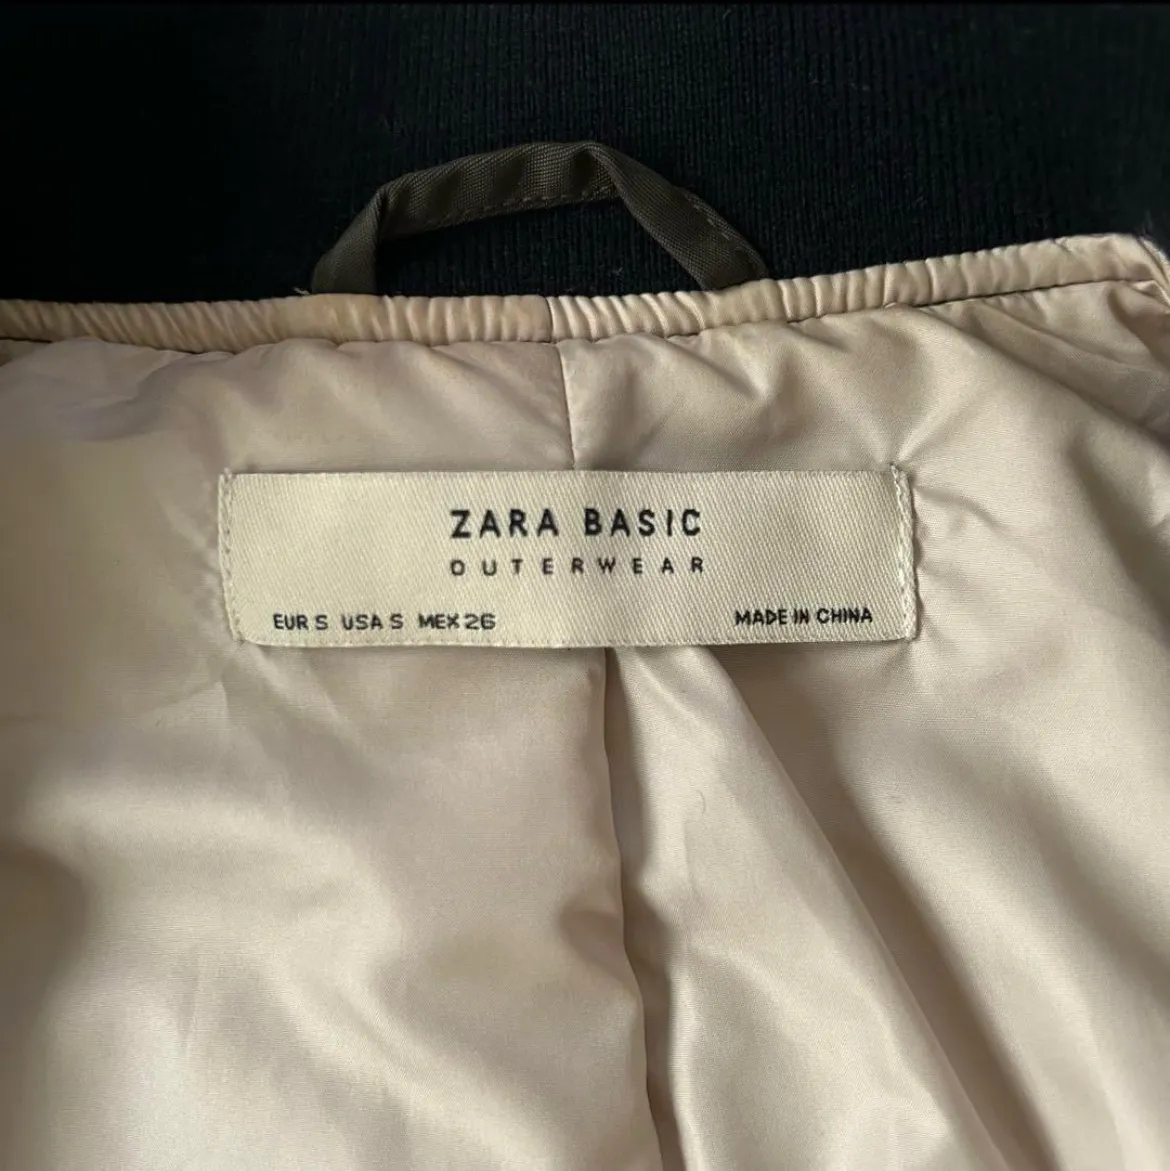 ZARA BASIC
OUTERWEAR
EUR S USA S MEX 26 MADE IN CHINA